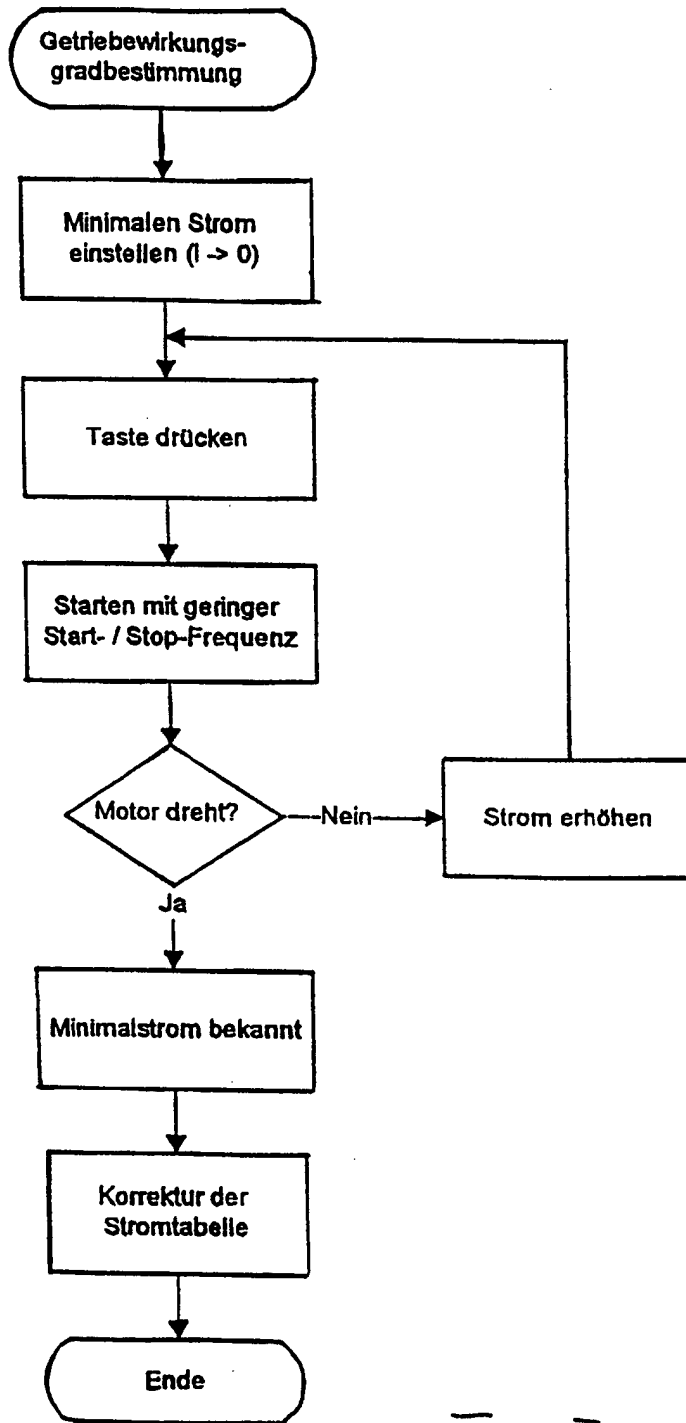 Getriebewirkungs-
gradbestimmung
Minimalen Strom
einstellen (I -> 0)
Taste drücken
Starten mit geringer
Start- / Stop-Frequenz
Motor dreht?
Nein
Strom erhöhen
Ja
Minimalstrom bekannt
Korrektur der
Stromtabelle
Ende